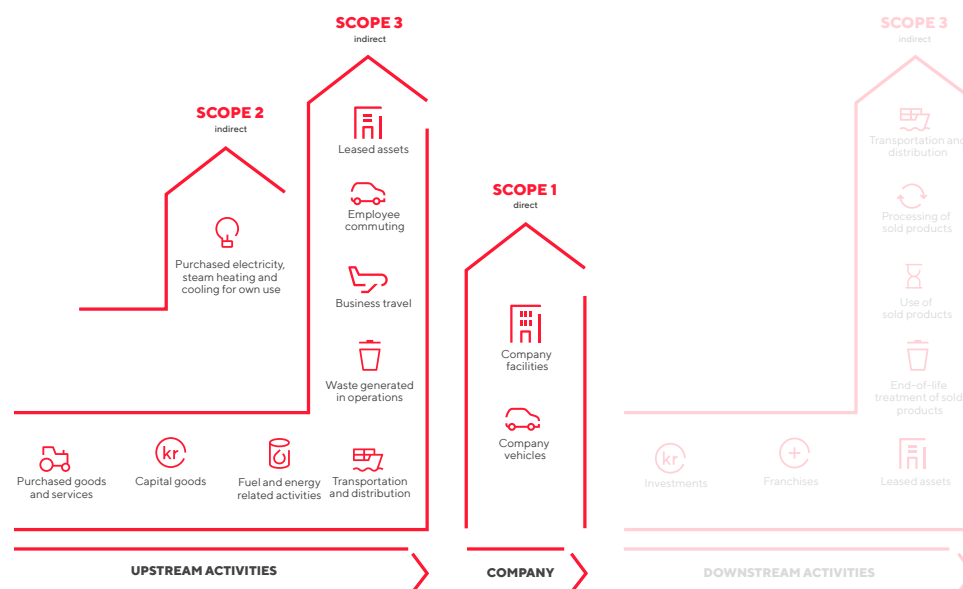 SCOPE 3
indirect
Leased assets
Employee
commuting
Business travel
Waste generated
in operations
SCOPE 2
indirect
Purchased electricity,
steam heating and
cooling for own use
Purchased goods
and services
kr
Capital goods
Fuel and energy
related activities
Transportation
and distribution
UPSTREAM ACTIVITIES
SCOPE 1
direct
Company
facilities
Company
vehicles
COMPANY
SCOPE 3
indirect
Transportation and
distribution
Processing of
sold products
Use of
sold products
End-of-life
treatment of sold
products
kr
Investments
Franchises
Leased assets
DOWNSTREAM ACTIVITIES